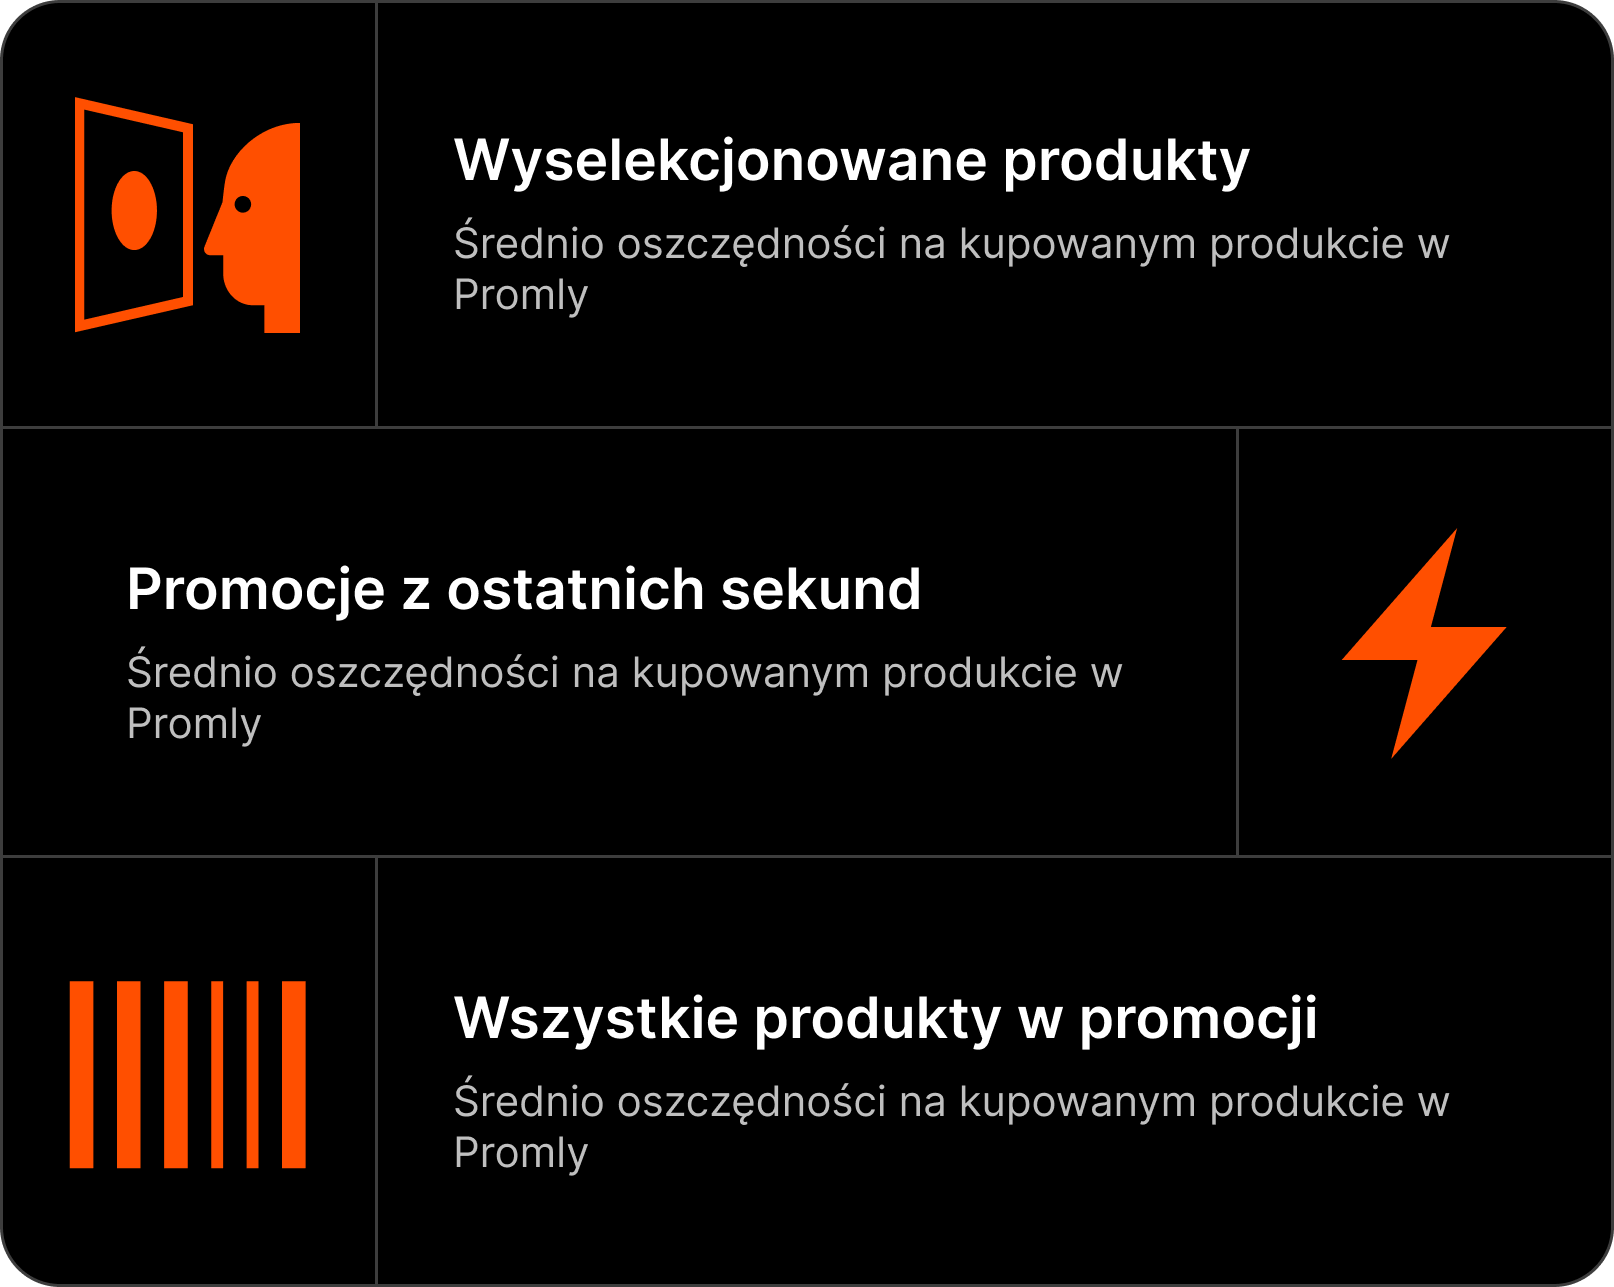 Wyselekcjonowane produkty
Średnio oszczędności na kupowanym produkcie w
Promly
Promocje z ostatnich sekund
Średnio oszczędności na kupowanym produkcie w
Promly
Wszystkie produkty w promocji
Średnio oszczędności na kupowanym produkcie w
Promly